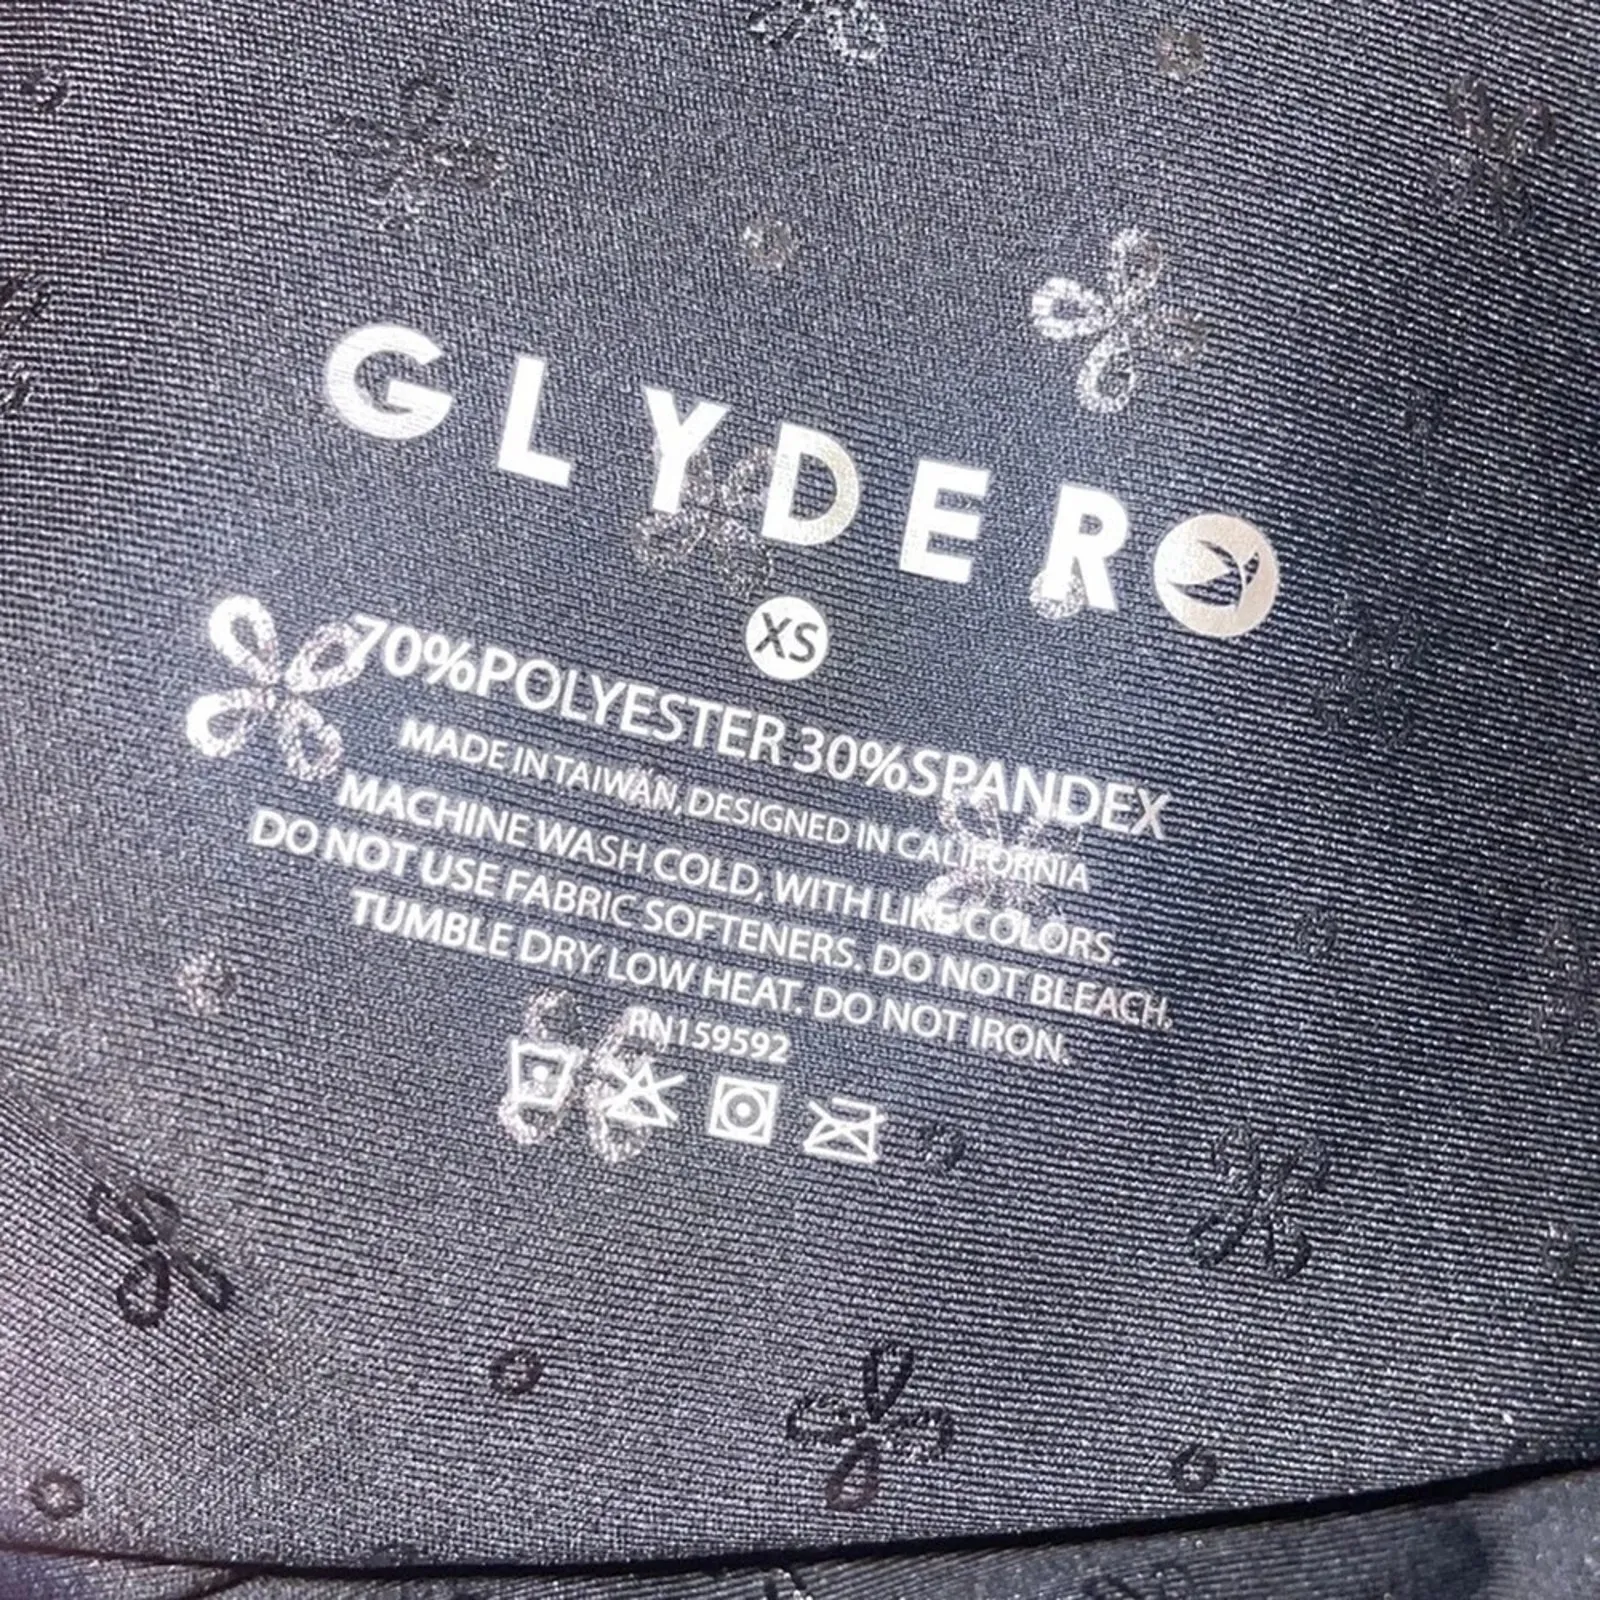 GLYDER
XS
70%POLYESTER 30%SPANDEX
MADE IN TAIWAN, DESIGNED IN CALIFORNIA
MACHINE WASH COLD, WITH LIKE COLORS.
DO NOT USE FABRIC SOFTENERS. DO NOT BLEACH.
TUMBLE DRY LOW HEAT. DO NOT IRON.
RN159592